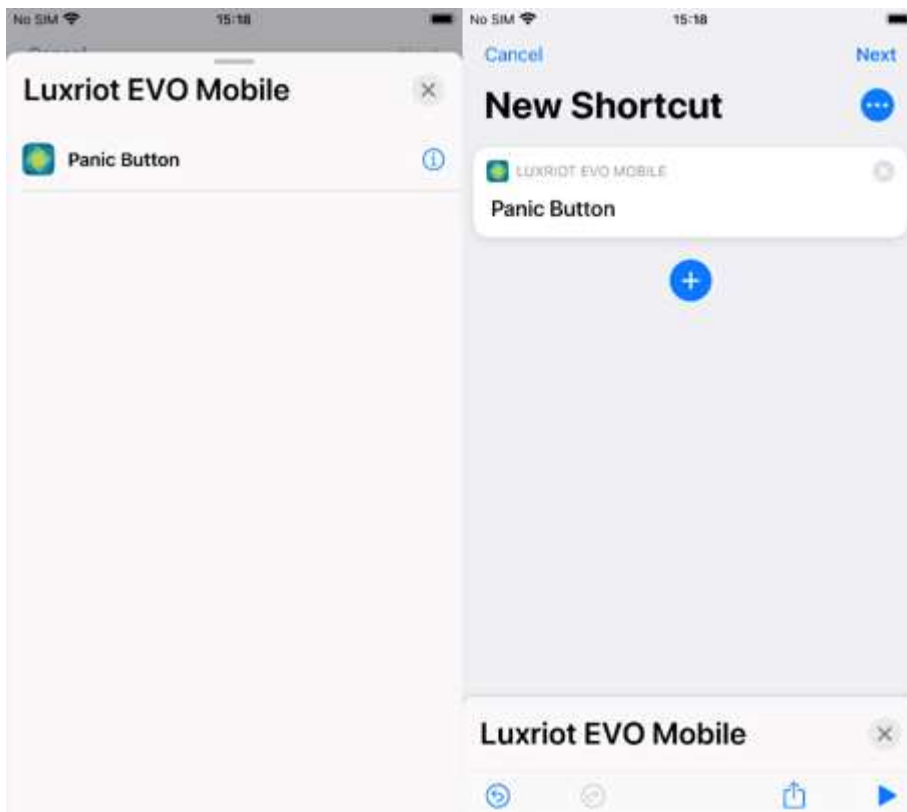 No SIM 15:18
Luxriot EVO Mobile
Panic Button
No SIM 15:18
Cancel Next
New Shortcut
LUXRIOT EVO MOBILE
Panic Button
Luxriot EVO Mobile